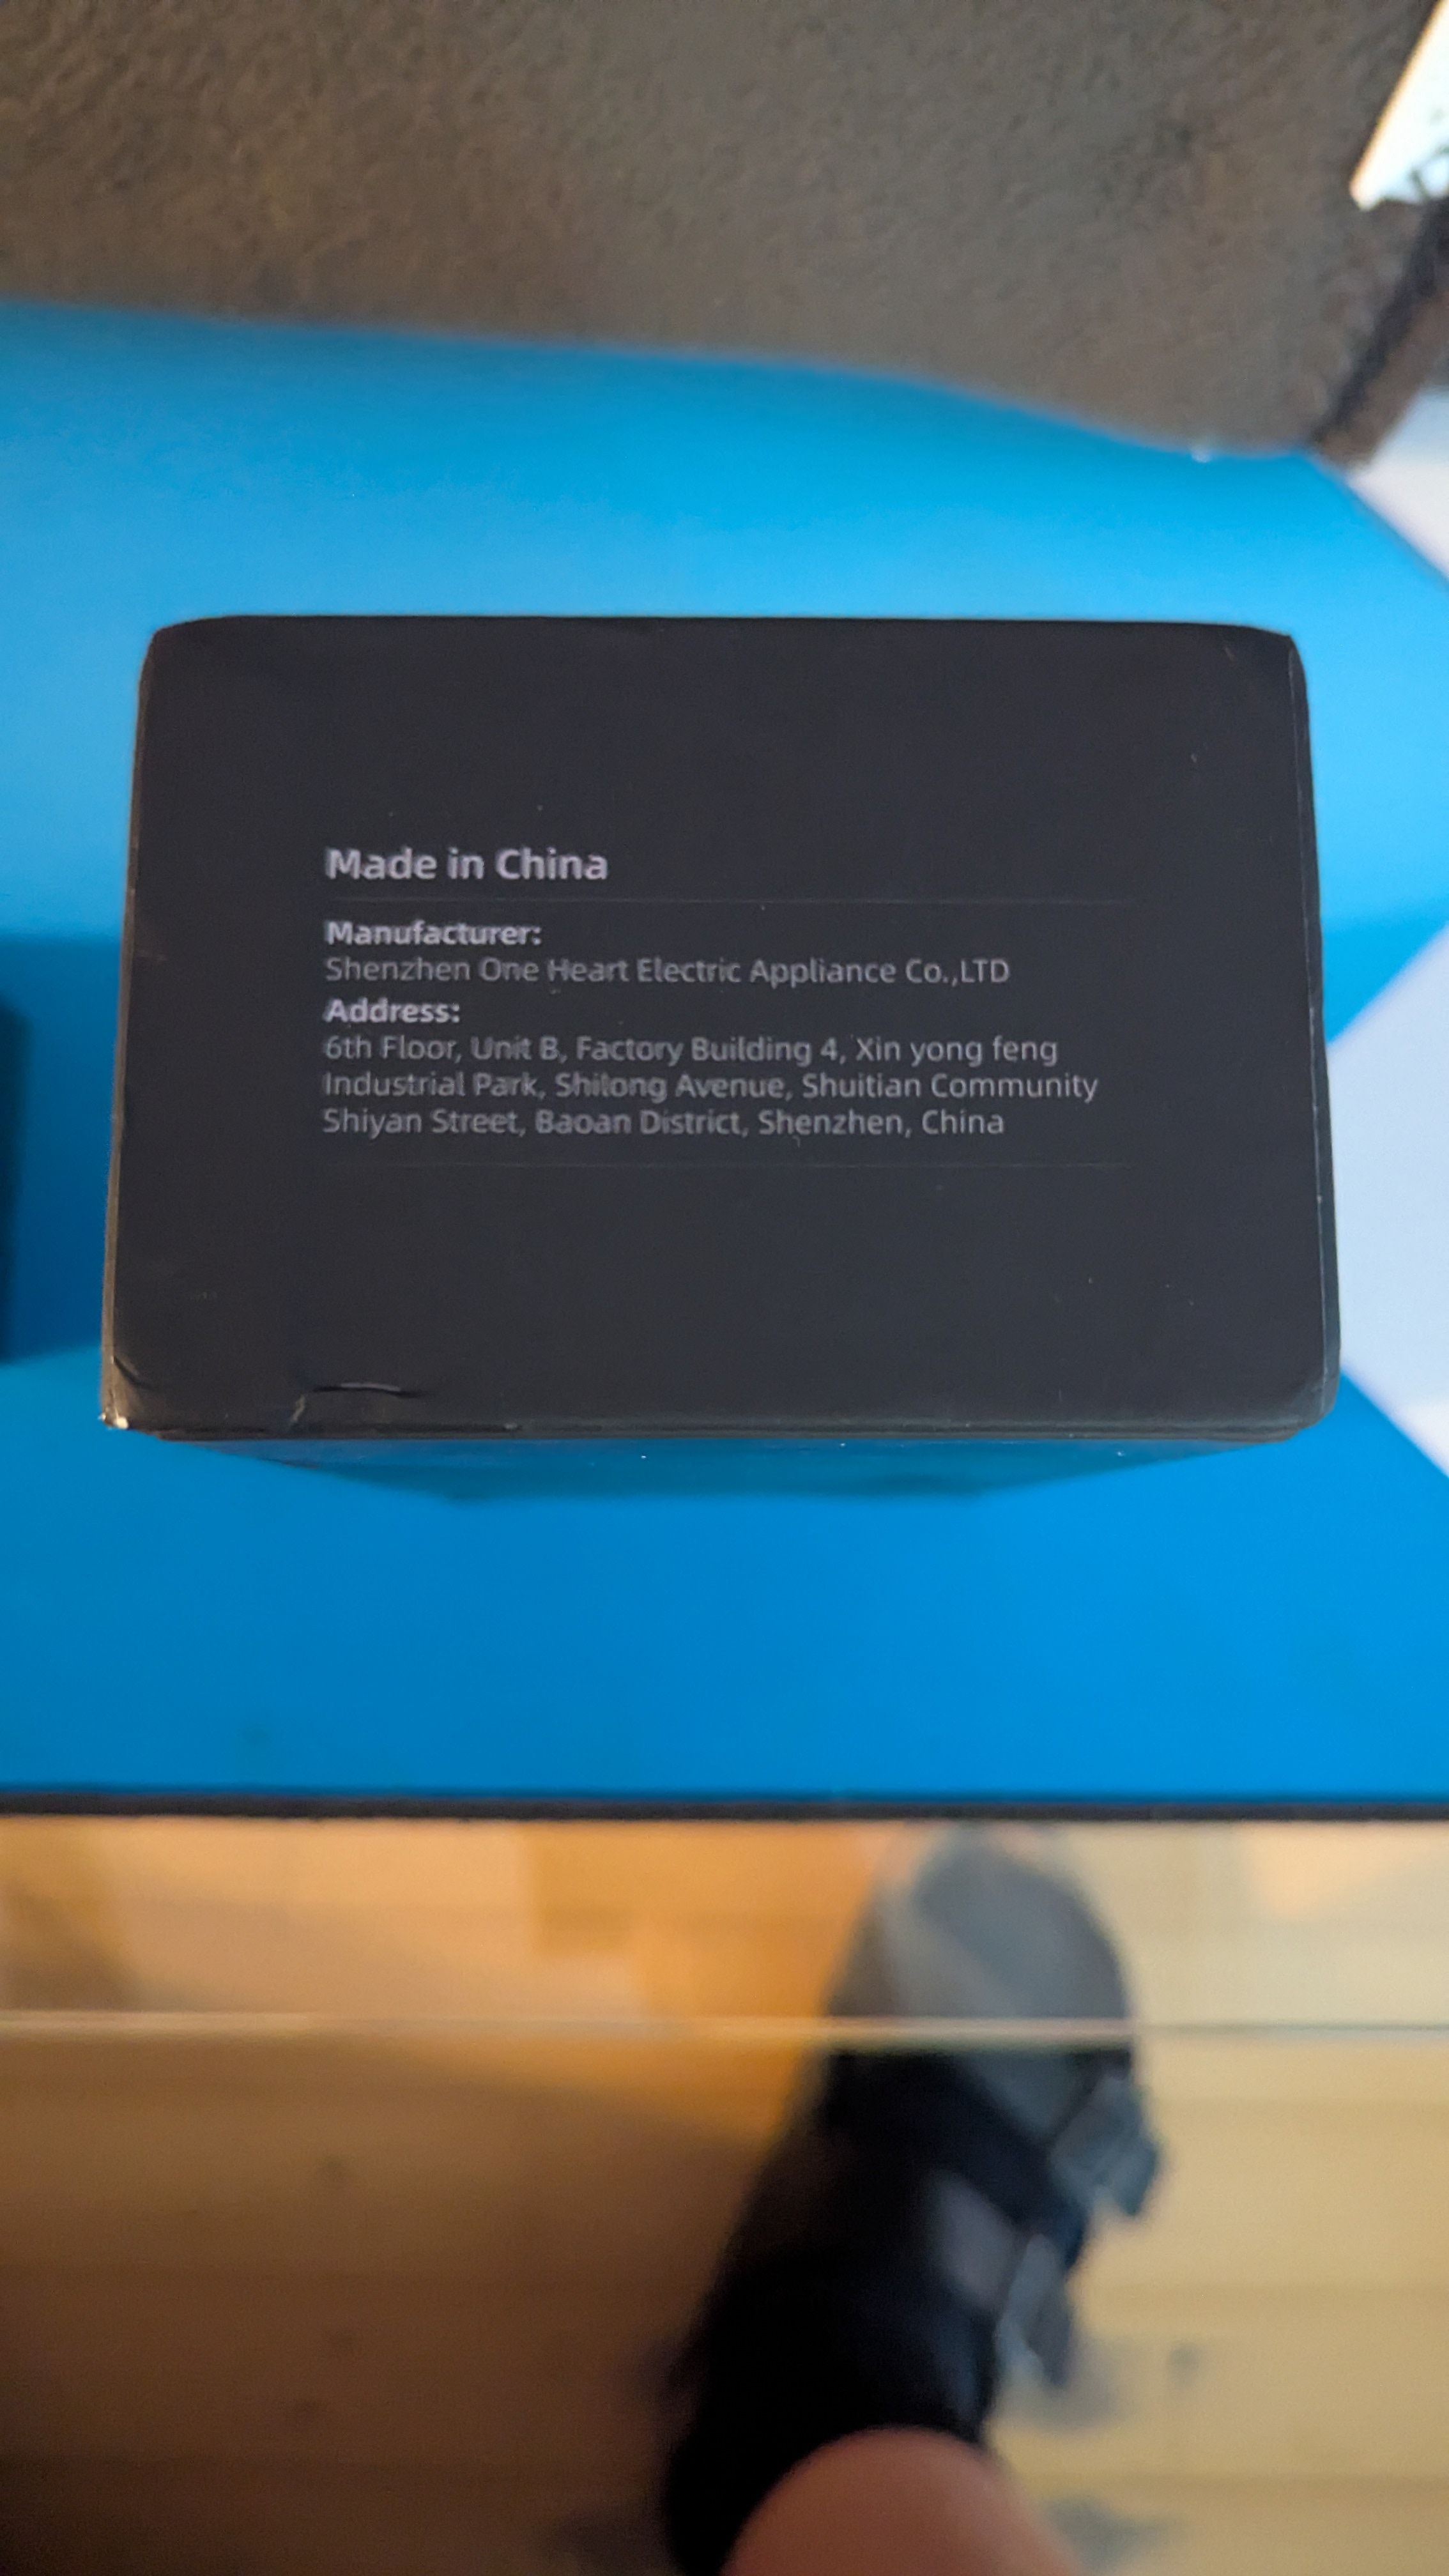 Made in China
Manufacturer:
Shenzhen One Heart Electric Appliance Co.,LTD
Address:
6th Floor, Unit B, Factory Building 4, Xin yong feng
Industrial Park, Shilong Avenue, Shuitian Community
Shiyan Street, Baoan District, Shenzhen, China